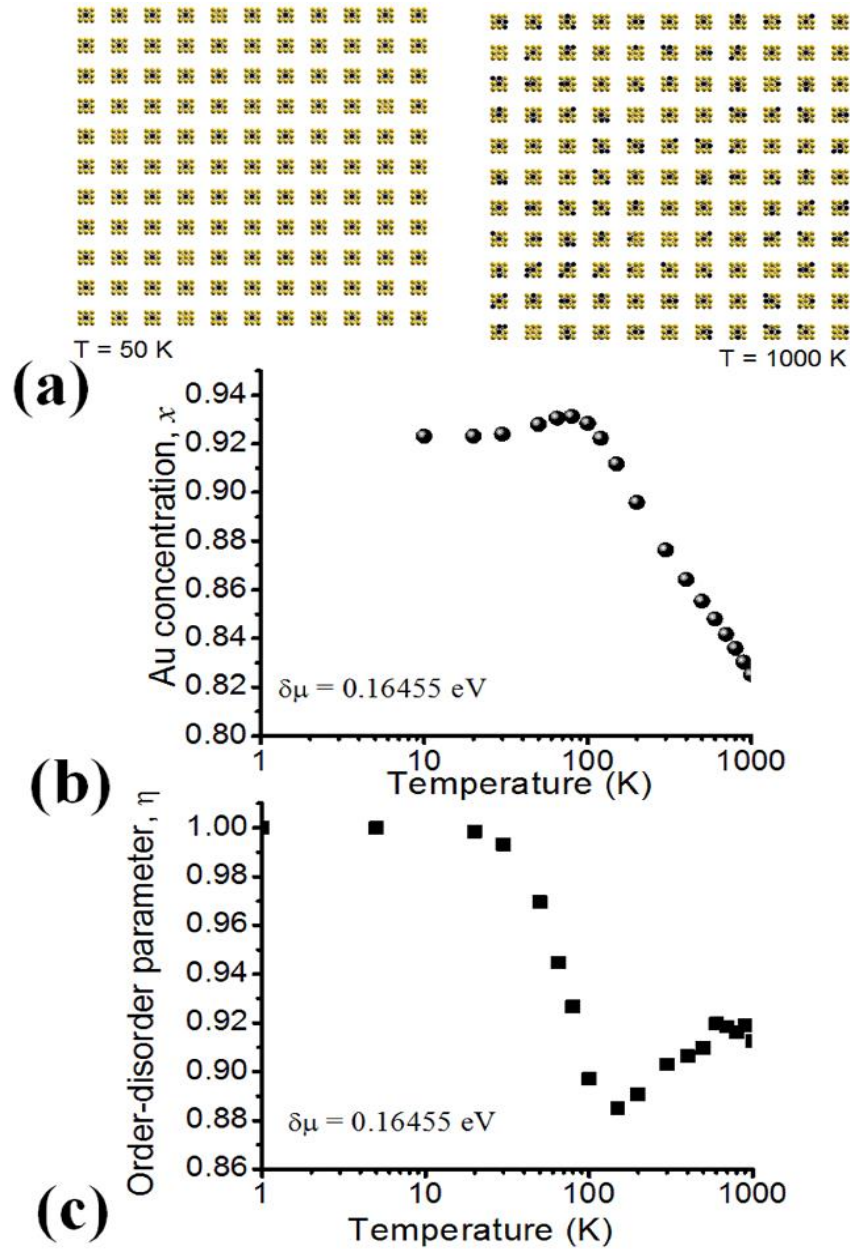 T = 50 K
T = 1000 K
(a)
0.94
0.92
0.90
0.88
0.86
0.84
0.82
0.80
Au concentration, x
δμ = 0.16455 eV
1
10
100
1000
Temperature (K)
(b)
1.00
0.98
0.96
0.94
0.92
0.90
0.88
0.86
Order-disorder parameter, η
δμ = 0.16455 eV
1
10
100
1000
Temperature (K)
(c)